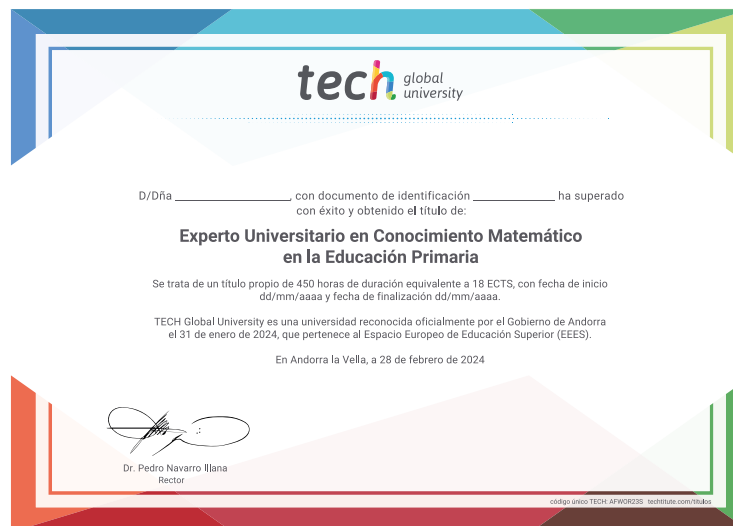 tech global university
D/Dña ____________________, con documento de identificación ______________ ha superado
con éxito y obtenido el título de:
Experto Universitario en Conocimiento Matemático
en la Educación Primaria
Se trata de un título propio de 450 horas de duración equivalente a 18 ECTS, con fecha de inicio
dd/mm/aaaa y fecha de finalización dd/mm/aaaa.
TECH Global University es una universidad reconocida oficialmente por el Gobierno de Andorra
el 31 de enero de 2024, que pertenece al Espacio Europeo de Educación Superior (EEES).
En Andorra la Vella, a 28 de febrero de 2024
Dr. Pedro Navarro Illana
Rector
código único TECH: AFWOR23S techtitute.com/titulos